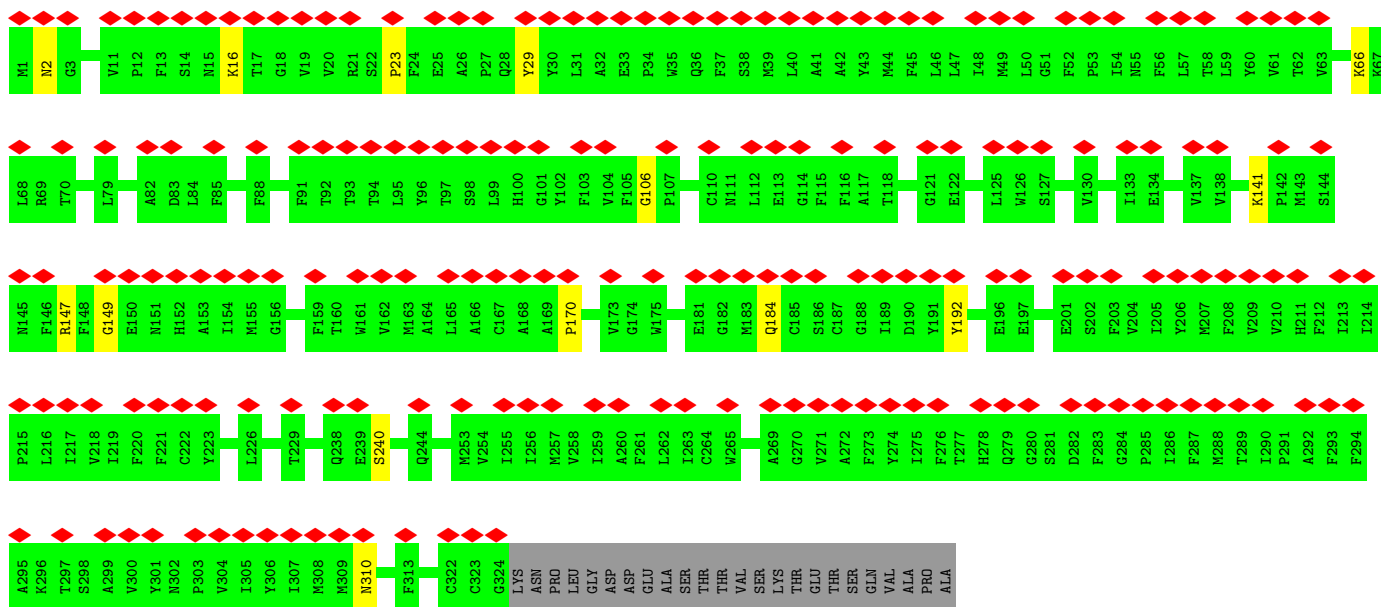 M1 N2 G3 V11 P12 F13 S14 N15 K16 T17 G18 V19 V20 R21 S22 P23 F24 E25 A26 P27 Q28 Y29 Y30 L31 A32 E33 P34 W35 Q36 F37 S38 M39 L40 A41 A42 Y43 M44 F45 L46 L47 I48 M49 L50 G51 F52 P53 I54 N55 F56 L57 T58 L59 Y60 V61 T62 V63 K66 K67
L68 R69 T70 L79 A82 D83 L84 F85 F88 F91 T92 T93 T94 L95 Y96 T97 S98 L99 H100 G101 Y102 F103 V104 F105 G106 P107 C110 N111 L112 E113 G114 F115 F116 A117 T118 G121 E122 L125 W126 S127 V130 I133 E134 V137 V138 K141 P142 M143 S144
N145 F146 R147 F148 G149 E150 N151 H152 A153 I154 M155 G156 F159 T160 W161 V162 M163 A164 L165 A166 C167 A168 A169 P170 V173 G174 W175 E181 G182 M183 Q184 C185 S186 C187 G188 I189 D190 Y191 Y192 E196 E197 E201 S202 F203 V204 I205 Y206 M207 F208 V209 V210 H211 F212 I213 I214
P215 L216 I217 V218 I219 F220 F221 C222 Y223 L226 T229 Q238 E239 S240 Q244 M253 V254 I255 I256 M257 V258 I259 A260 F261 L262 I263 C264 W265 A269 G270 V271 A272 F273 Y274 I275 F276 T277 H278 Q279 G280 S281 D282 F283 G284 P285 I286 F287 M288 T289 I290 P291 A292 F293 F294
A295 K296 T297 S298 A299 V300 Y301 N302 P303 V304 I305 Y306 I307 M308 M309 N310 F313 C322 C323 G324 LYS ASN PRO LEU GLY ASP ASP GLU ALA SER THR THR VAL SER LYS THR GLU THR SER GLN VAL ALA PRO ALA